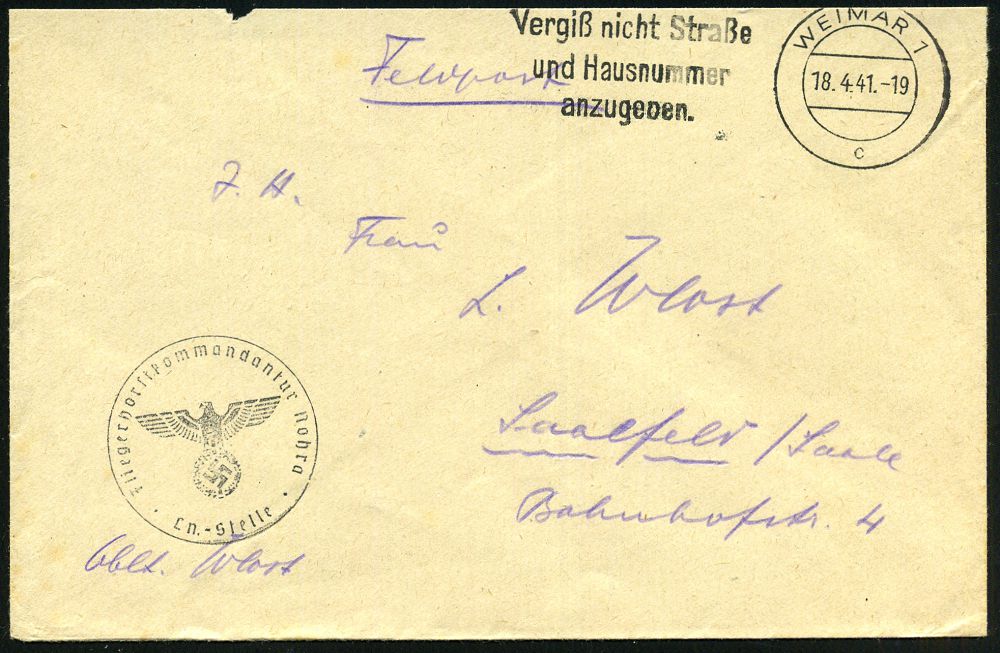 Vergiß nicht Straße
und Hausnummer
anzugeben.
WEIMAR 1
18.4.41.-19
c
Feldpost
Z. H.
Frau
L. Wlost
Saalfeld / Saale
Bahnhofstr. 4
Fliegerhorstkommandantur Nohra
Ln.-Stelle
Oblt. Wlost